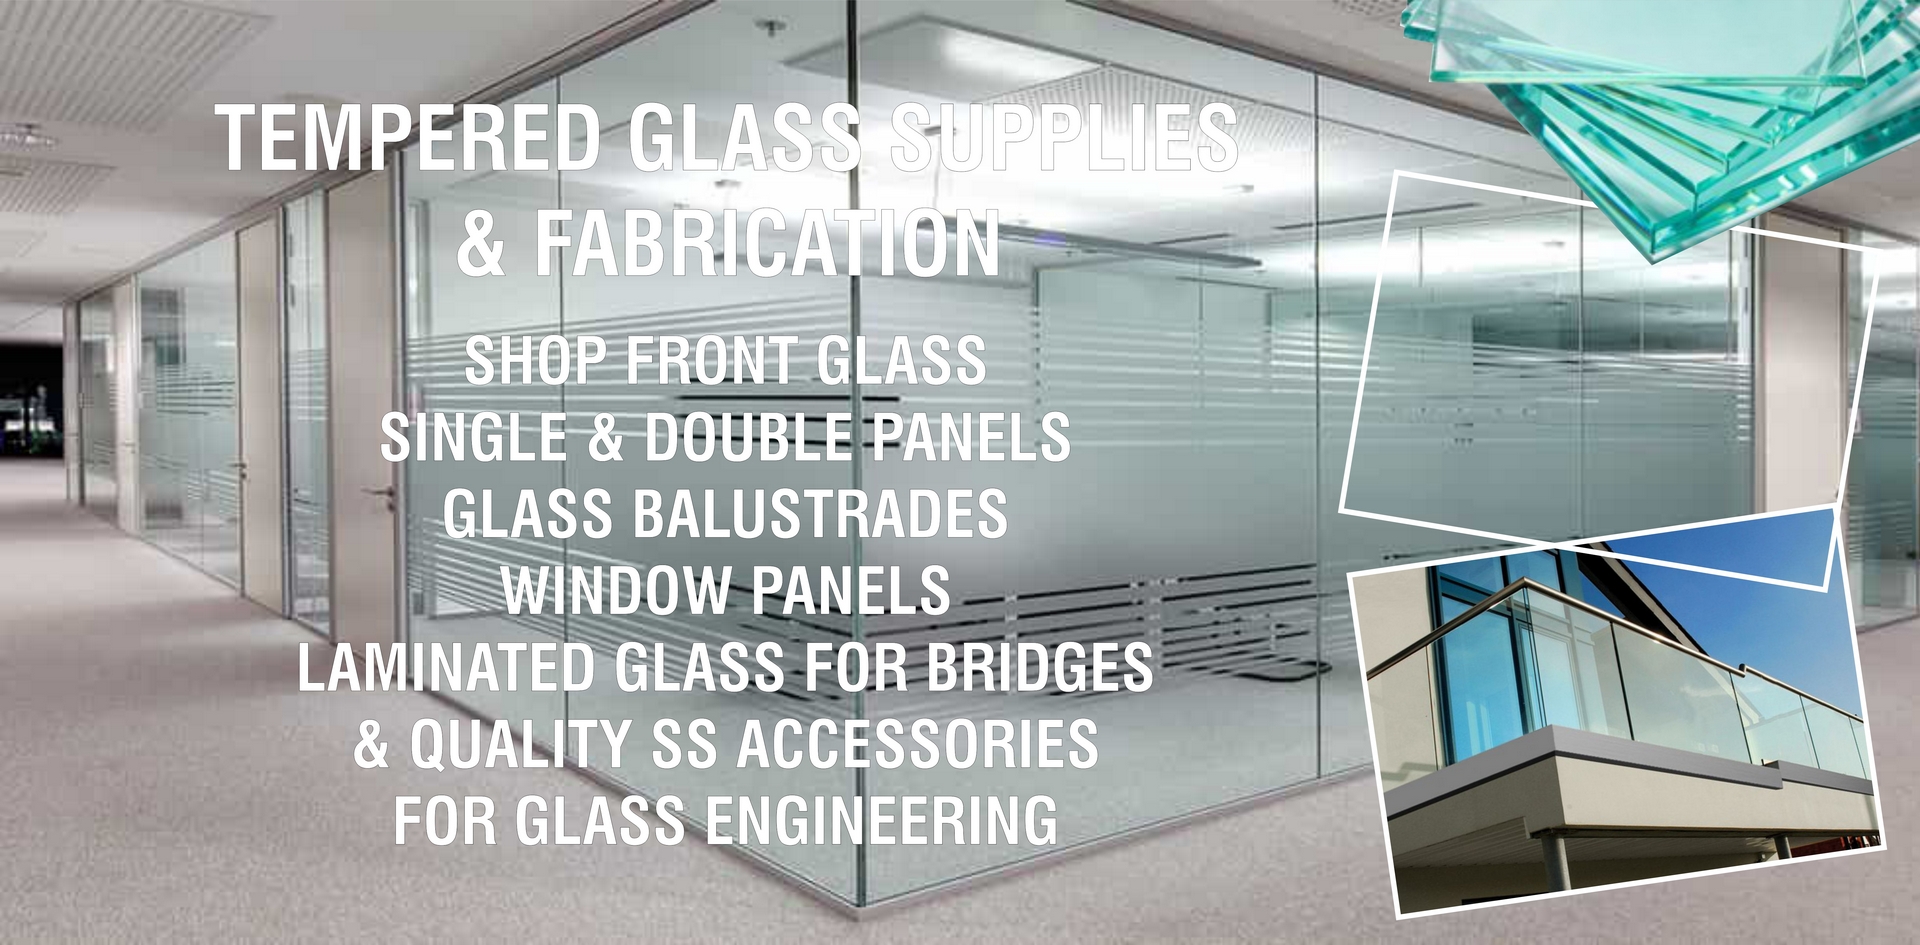 TEMPERED GLASS SUPPLIES
& FABRICATION
SHOP FRONT GLASS
SINGLE & DOUBLE PANELS
GLASS BALUSTRADES
WINDOW PANELS
LAMINATED GLASS FOR BRIDGES
& QUALITY SS ACCESSORIES
FOR GLASS ENGINEERING